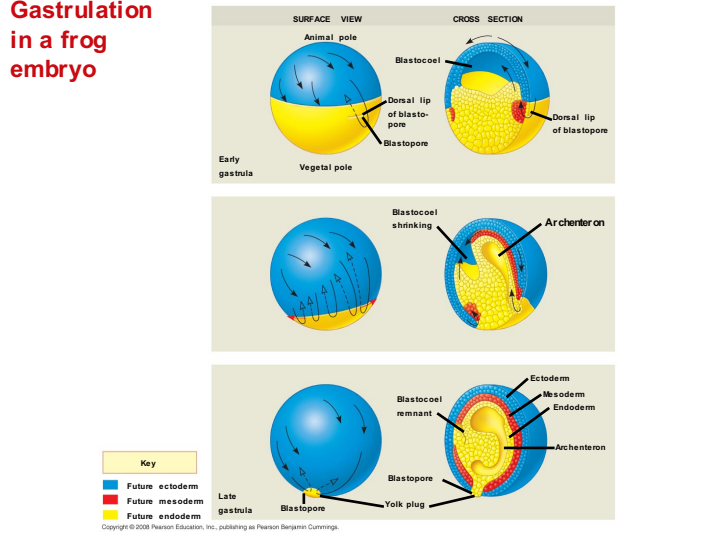 Gastrulation
in a frog
embryo
SURFACE VIEW
CROSS SECTION
Animal pole
Blastocoel
Dorsal lip
of blasto-
pore
Blastopore
Dorsal lip
of blastopore
Early
gastrula
Vegetal pole
Blastocoel
shrinking
Archenteron
Ectoderm
Mesoderm
Endoderm
Blastocoel
remnant
Archenteron
Blastopore
Yolk plug
Late
gastrula
Blastopore
Key
Future ectoderm
Future mesoderm
Future endoderm
Copyright © 2008 Pearson Education, Inc., publishing as Pearson Benjamin Cummings.